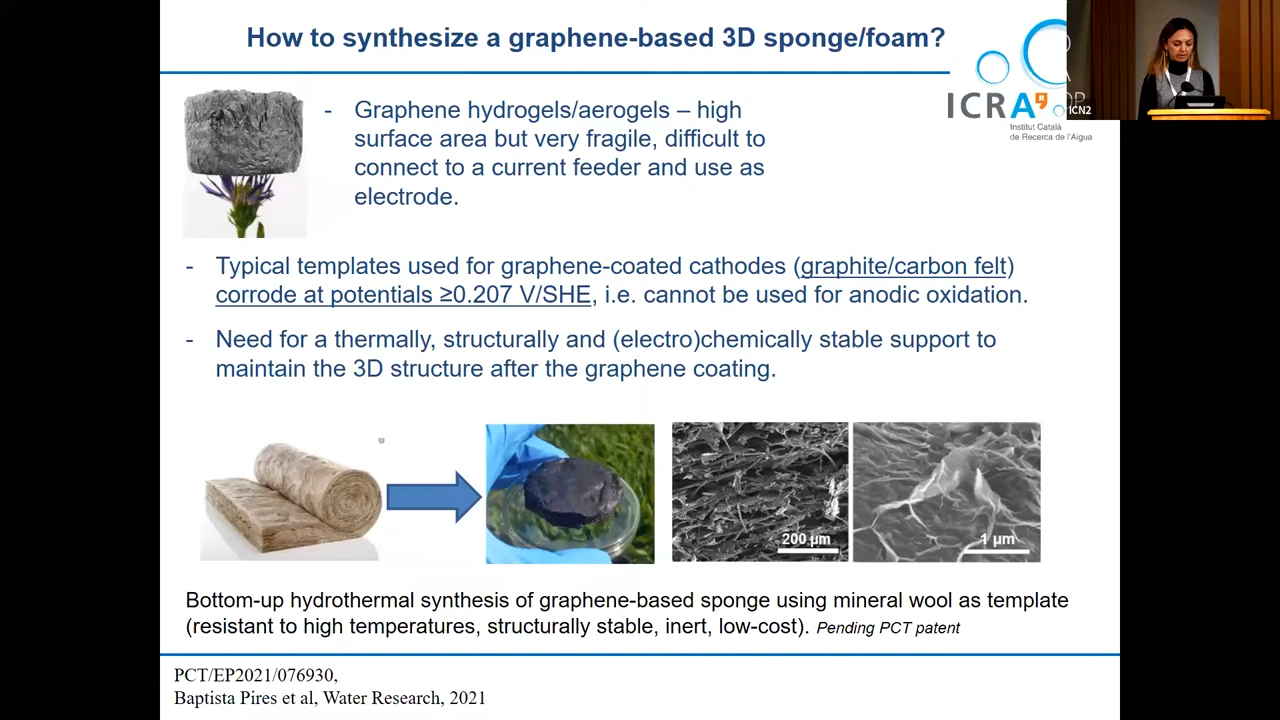 How to synthesize a graphene-based 3D sponge/foam?
ICRA
Institut Català
de Recerca de l'Aigua
ICN2
- Graphene hydrogels/aerogels – high
surface area but very fragile, difficult to
connect to a current feeder and use as
electrode.
- Typical templates used for graphene-coated cathodes (graphite/carbon felt)
corrode at potentials ≥0.207 V/SHE, i.e. cannot be used for anodic oxidation.
- Need for a thermally, structurally and (electro)chemically stable support to
maintain the 3D structure after the graphene coating.
200 µm
1 µm
Bottom-up hydrothermal synthesis of graphene-based sponge using mineral wool as template
(resistant to high temperatures, structurally stable, inert, low-cost). Pending PCT patent
PCT/EP2021/076930,
Baptista Pires et al, Water Research, 2021